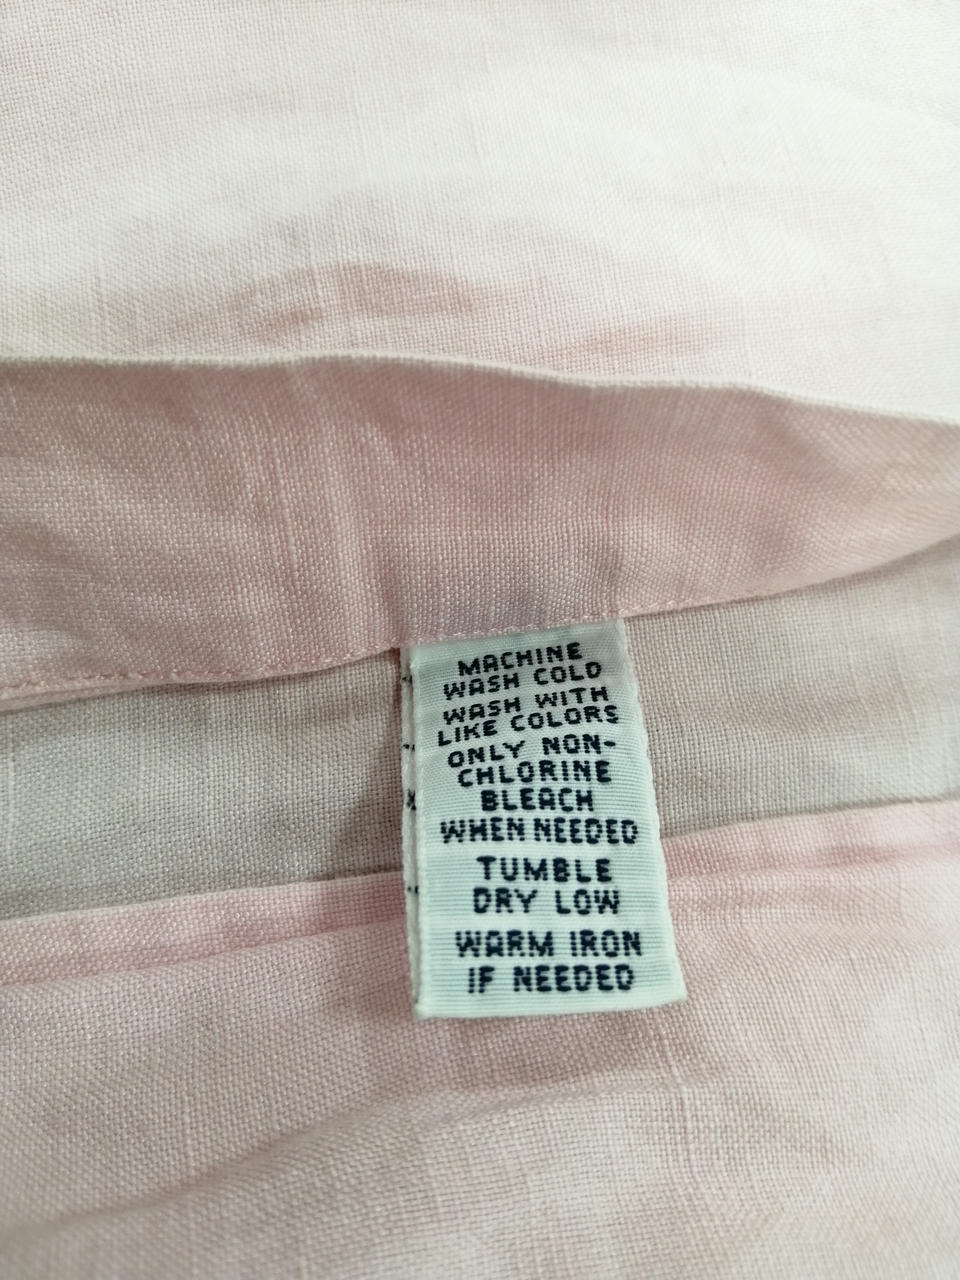 MACHINE
WASH COLD
WASH WITH
LIKE COLORS
ONLY NON-
CHLORINE
BLEACH
WHEN NEEDED
TUMBLE
DRY LOW
WARM IRON
IF NEEDED